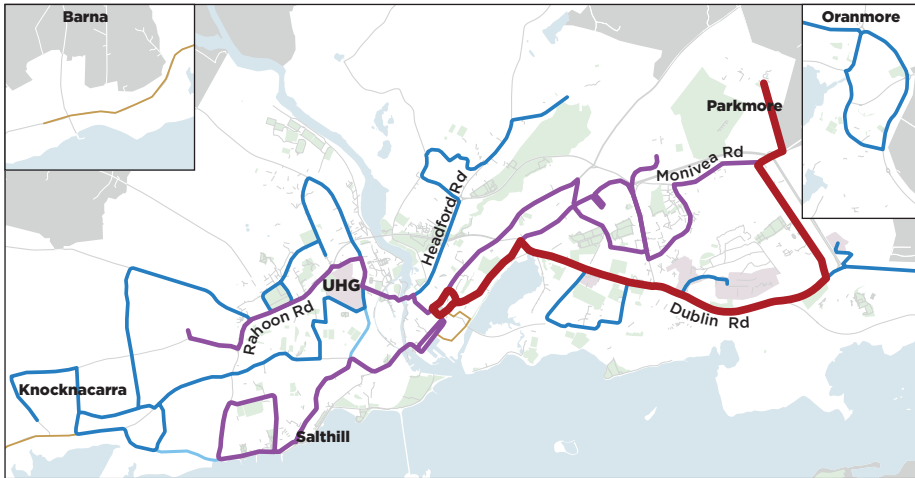 Barna
Oranmore
Parkmore
Monivea Rd
Headford Rd
UHG
Rahoon Rd
Dublin Rd
Knocknacarra
Salthill